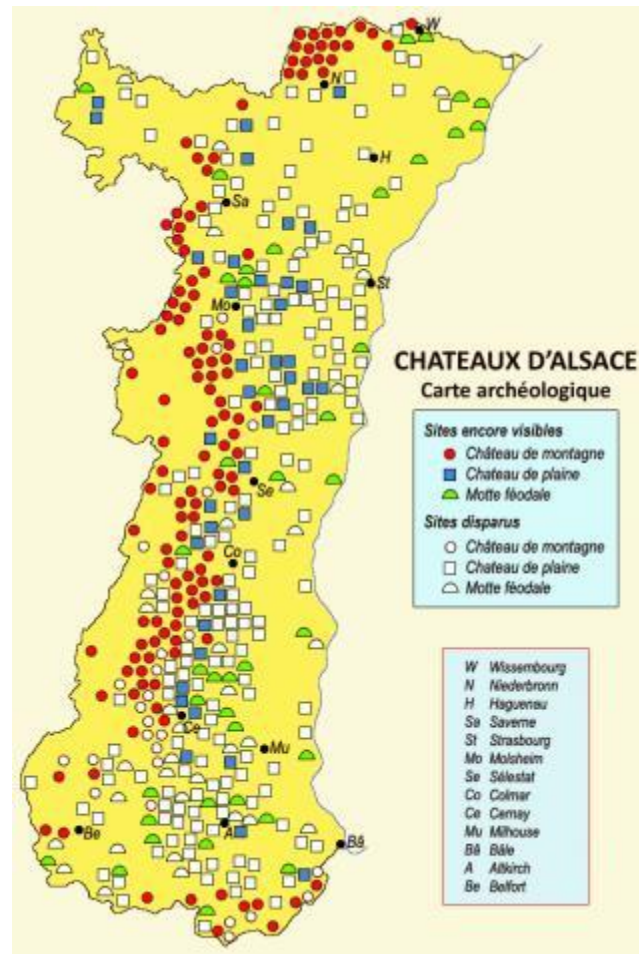 W
N
H
Sa
St
Mo
CHATEAUX D'ALSACE
Carte archéologique
Sites encore visibles
Château de montagne
Chateau de plaine
Motte féodale
Sites disparus
Château de montagne
Chateau de plaine
Motte féodale
Se
Co
Ce
Mu
Be
A
Bâ
W Wissembourg
N Niederbronn
H Haguenau
Sa Saverne
St Strasbourg
Mo Molsheim
Se Sélestat
Co Colmar
Ce Cernay
Mu Milhouse
Bâ Bâle
A Altkirch
Be Belfort